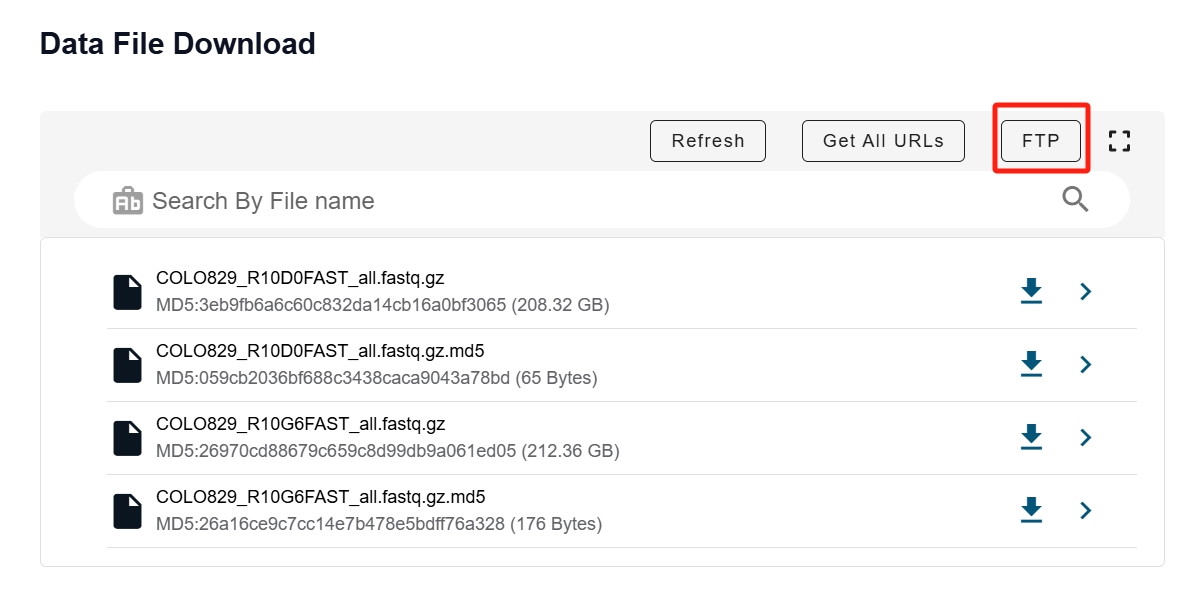 Data File Download
Refresh
Get All URLs
FTP
Ab
Search By File name
COLO829_R10D0FAST_all.fastq.gz
MD5:3eb9fb6a6c60c832da14cb16a0bf3065 (208.32 GB)
COLO829_R10D0FAST_all.fastq.gz.md5
MD5:059cb2036bf688c3438caca9043a78bd (65 Bytes)
COLO829_R10G6FAST_all.fastq.gz
MD5:26970cd88679c659c8d99db9a061ed05 (212.36 GB)
COLO829_R10G6FAST_all.fastq.gz.md5
MD5:26a16ce9c7cc14e7b478e5bdff76a328 (176 Bytes)